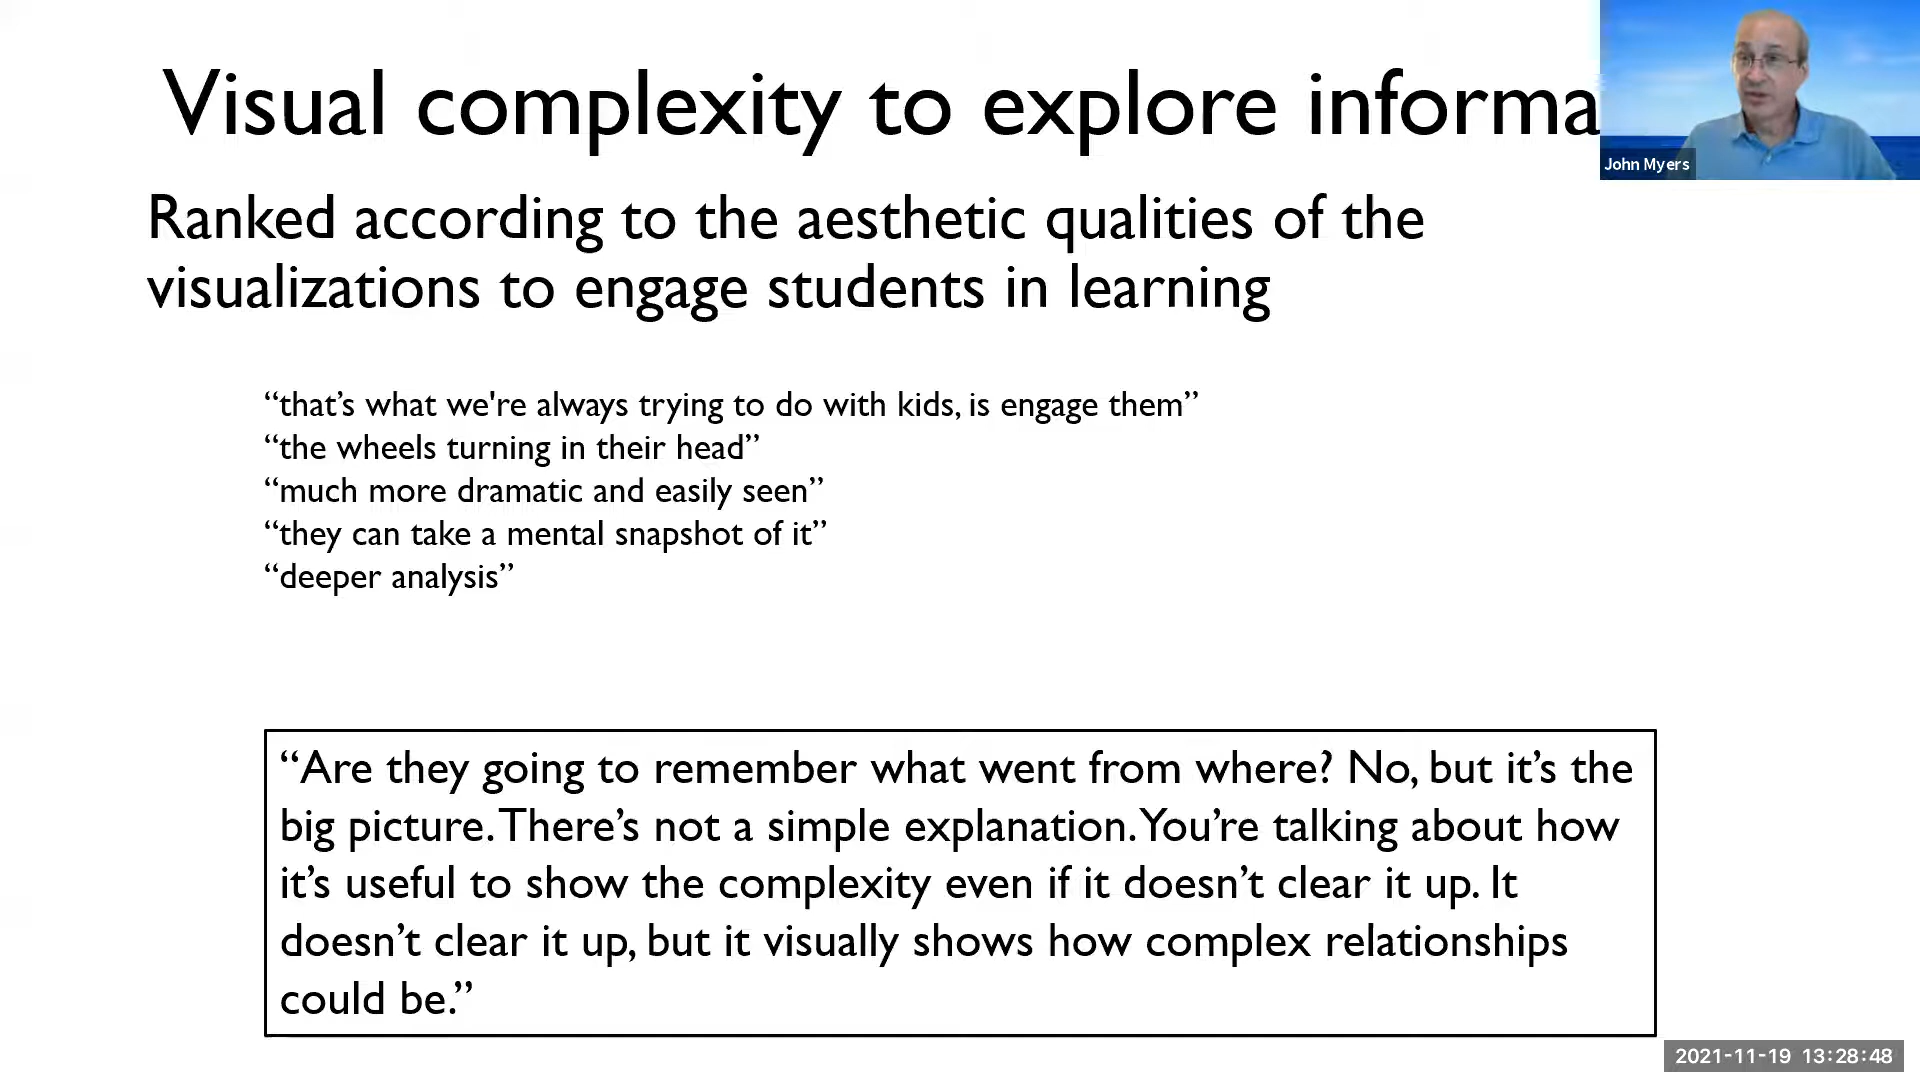 Visual complexity to explore informa
John Myers
Ranked according to the aesthetic qualities of the
visualizations to engage students in learning
“that’s what we're always trying to do with kids, is engage them”
“the wheels turning in their head”
“much more dramatic and easily seen”
“they can take a mental snapshot of it”
“deeper analysis”
“Are they going to remember what went from where? No, but it’s the
big picture. There’s not a simple explanation. You’re talking about how
it’s useful to show the complexity even if it doesn’t clear it up. It
doesn’t clear it up, but it visually shows how complex relationships
could be.”
2021-11-19 13:28:48